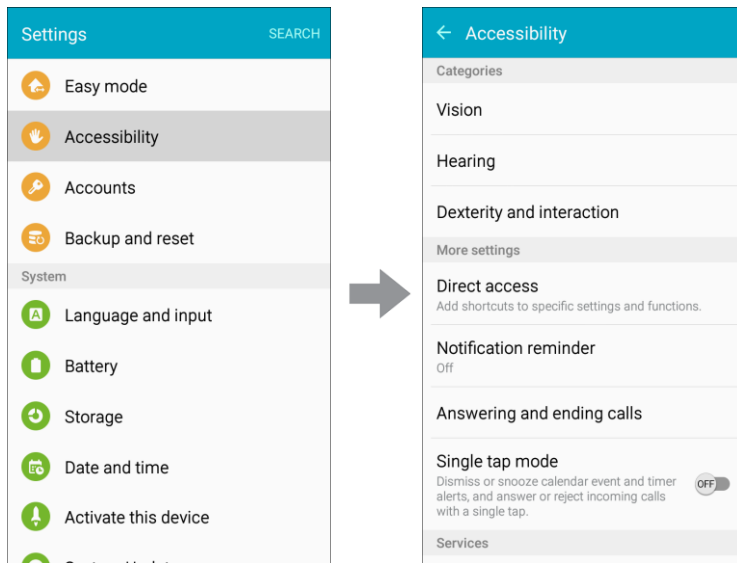 Settings
SEARCH
Easy mode
Accessibility
Accounts
Backup and reset
System
Language and input
Battery
Storage
Date and time
Activate this device
Accessibility
Categories
Vision
Hearing
Dexterity and interaction
More settings
Direct access
Add shortcuts to specific settings and functions.
Notification reminder
Off
Answering and ending calls
Single tap mode
Dismiss or snooze calendar event and timer
alerts, and answer or reject incoming calls
with a single tap.
OFF
Services